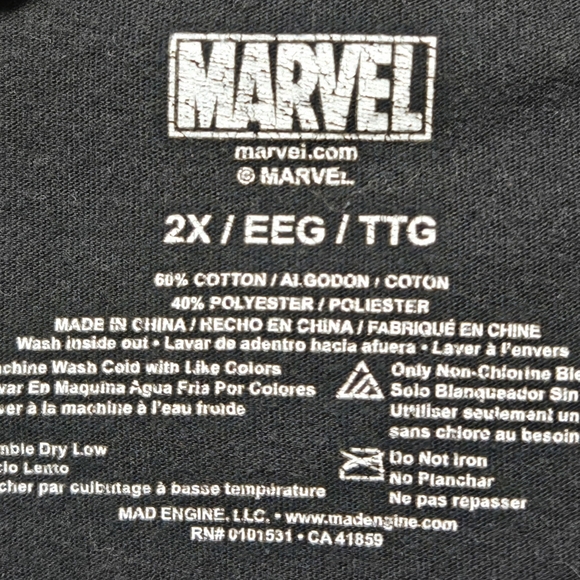 MARVEL
marvel.com
© MARVEL
2X / EEG / TTG
60% COTTON / ALGODON / COTON
40% POLYESTER / POLIESTER
MADE IN CHINA / HECHO EN CHINA / FABRIQUÉ EN CHINE
Wash inside out • Lavar de adentro hacia afuera • Laver à l'envers
achine Wash Cold with Like Colors
var En Maquina Agua Fria Por Colores
ver à la machine à l'eau froide
Only Non-Chlorine Ble
Solo Blanqueador Sin
Utiliser seulement un
sans chlore au besoin
mble Dry Low
clo Lento
cher par culbutage à basse température
Do Not Iron
No Planchar
Ne pas repasser
MAD ENGINE, LLC. • www.madengine.com
RN# 0101531 • CA 41859